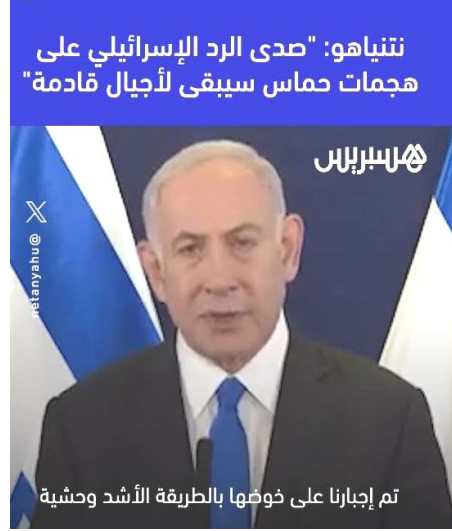 نتنياهو: "صدى الرد الإسرائيلي على
هجمات حماس سيبقى لأجيال قادمة"
هسبريس
@netanyahu
تم إجبارنا على خوضها بالطريقة الأشد وحشية